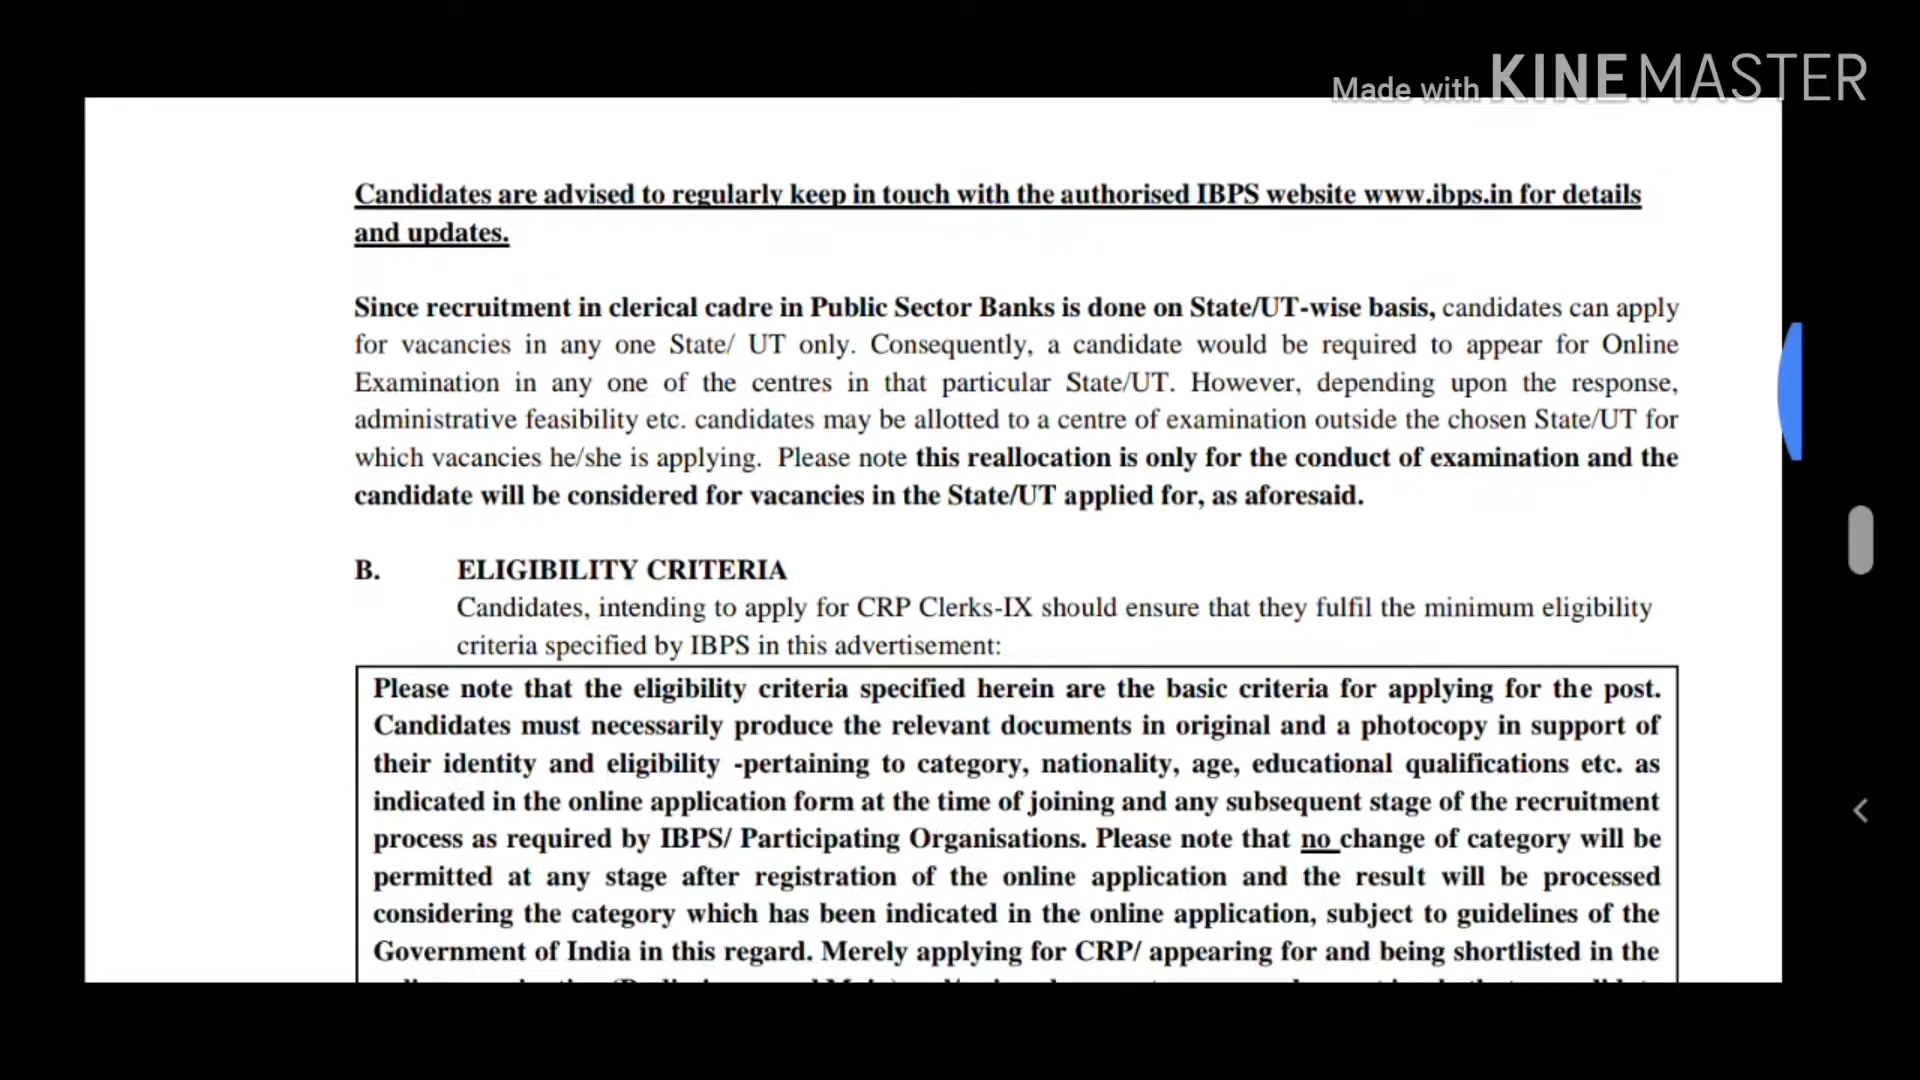 Made with KINEMASTER
Candidates are advised to regularly keep in touch with the authorised IBPS website www.ibps.in for details
and updates.
Since recruitment in clerical cadre in Public Sector Banks is done on State/UT-wise basis, candidates can apply
for vacancies in any one State/ UT only. Consequently, a candidate would be required to appear for Online
Examination in any one of the centres in that particular State/UT. However, depending upon the response,
administrative feasibility etc. candidates may be allotted to a centre of examination outside the chosen State/UT for
which vacancies he/she is applying. Please note this reallocation is only for the conduct of examination and the
candidate will be considered for vacancies in the State/UT applied for, as aforesaid.
B. ELIGIBILITY CRITERIA
Candidates, intending to apply for CRP Clerks-IX should ensure that they fulfil the minimum eligibility
criteria specified by IBPS in this advertisement:
Please note that the eligibility criteria specified herein are the basic criteria for applying for the post.
Candidates must necessarily produce the relevant documents in original and a photocopy in support of
their identity and eligibility -pertaining to category, nationality, age, educational qualifications etc. as
indicated in the online application form at the time of joining and any subsequent stage of the recruitment
process as required by IBPS/ Participating Organisations. Please note that no change of category will be
permitted at any stage after registration of the online application and the result will be processed
considering the category which has been indicated in the online application, subject to guidelines of the
Government of India in this regard. Merely applying for CRP/ appearing for and being shortlisted in the